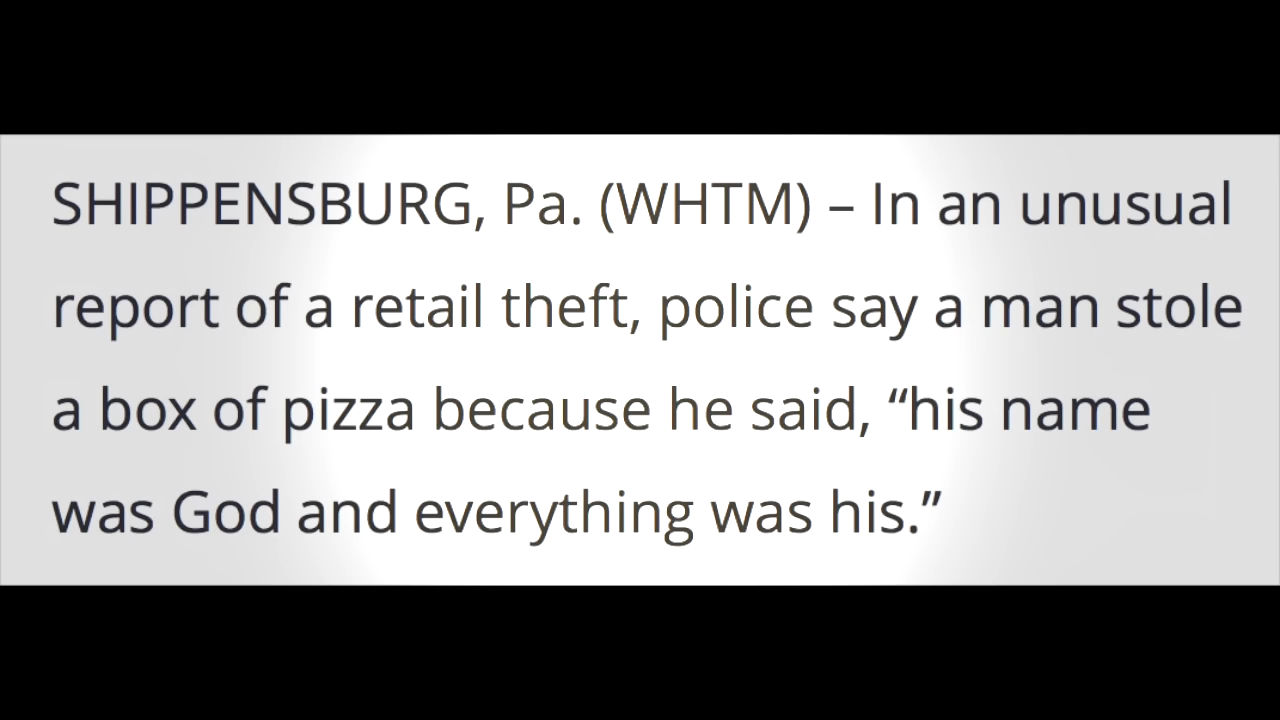 SHIPPENSBURG, Pa. (WHTM) – In an unusual
report of a retail theft, police say a man stole
a box of pizza because he said, “his name
was God and everything was his.”